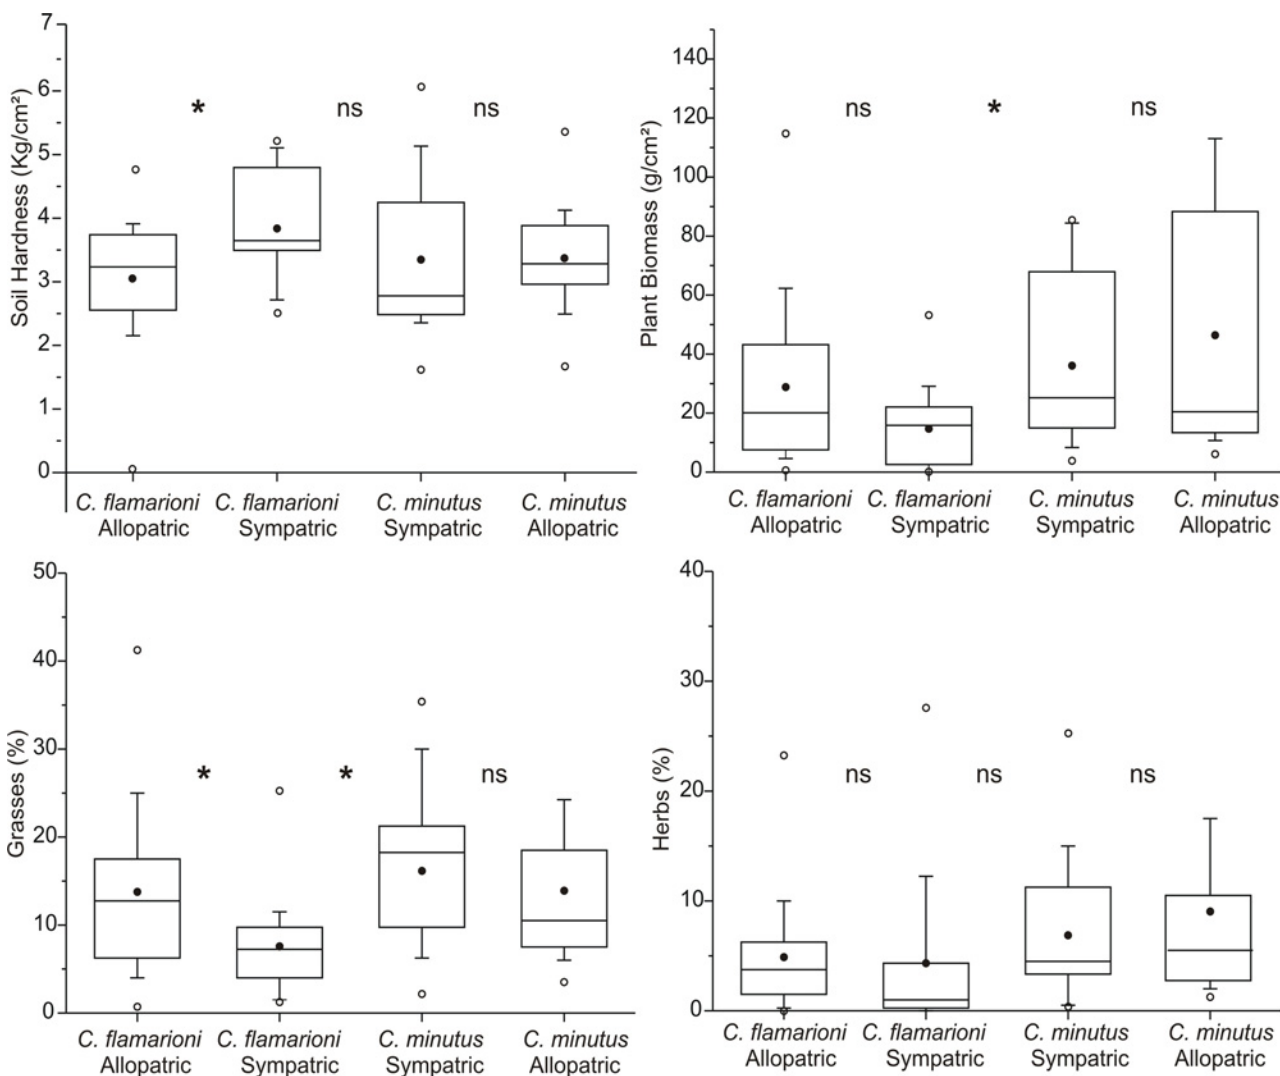 Soil Hardness (Kg/cm²)
7
6
5
4
3
2
1
0
*
ns
ns
C. flamarioni
Allopatric
C. flamarioni
Sympatric
C. minutus
Sympatric
C. minutus
Allopatric
Plant Biomass (g/cm²)
140
120
100
80
60
40
20
0
ns
*
ns
C. flamarioni
Allopatric
C. flamarioni
Sympatric
C. minutus
Sympatric
C. minutus
Allopatric
Grasses (%)
50
40
30
20
10
0
*
*
ns
C. flamarioni
Allopatric
C. flamarioni
Sympatric
C. minutus
Sympatric
C. minutus
Allopatric
Herbs (%)
40
30
20
10
0
ns
ns
ns
C. flamarioni
Allopatric
C. flamarioni
Sympatric
C. minutus
Sympatric
C. minutus
Allopatric